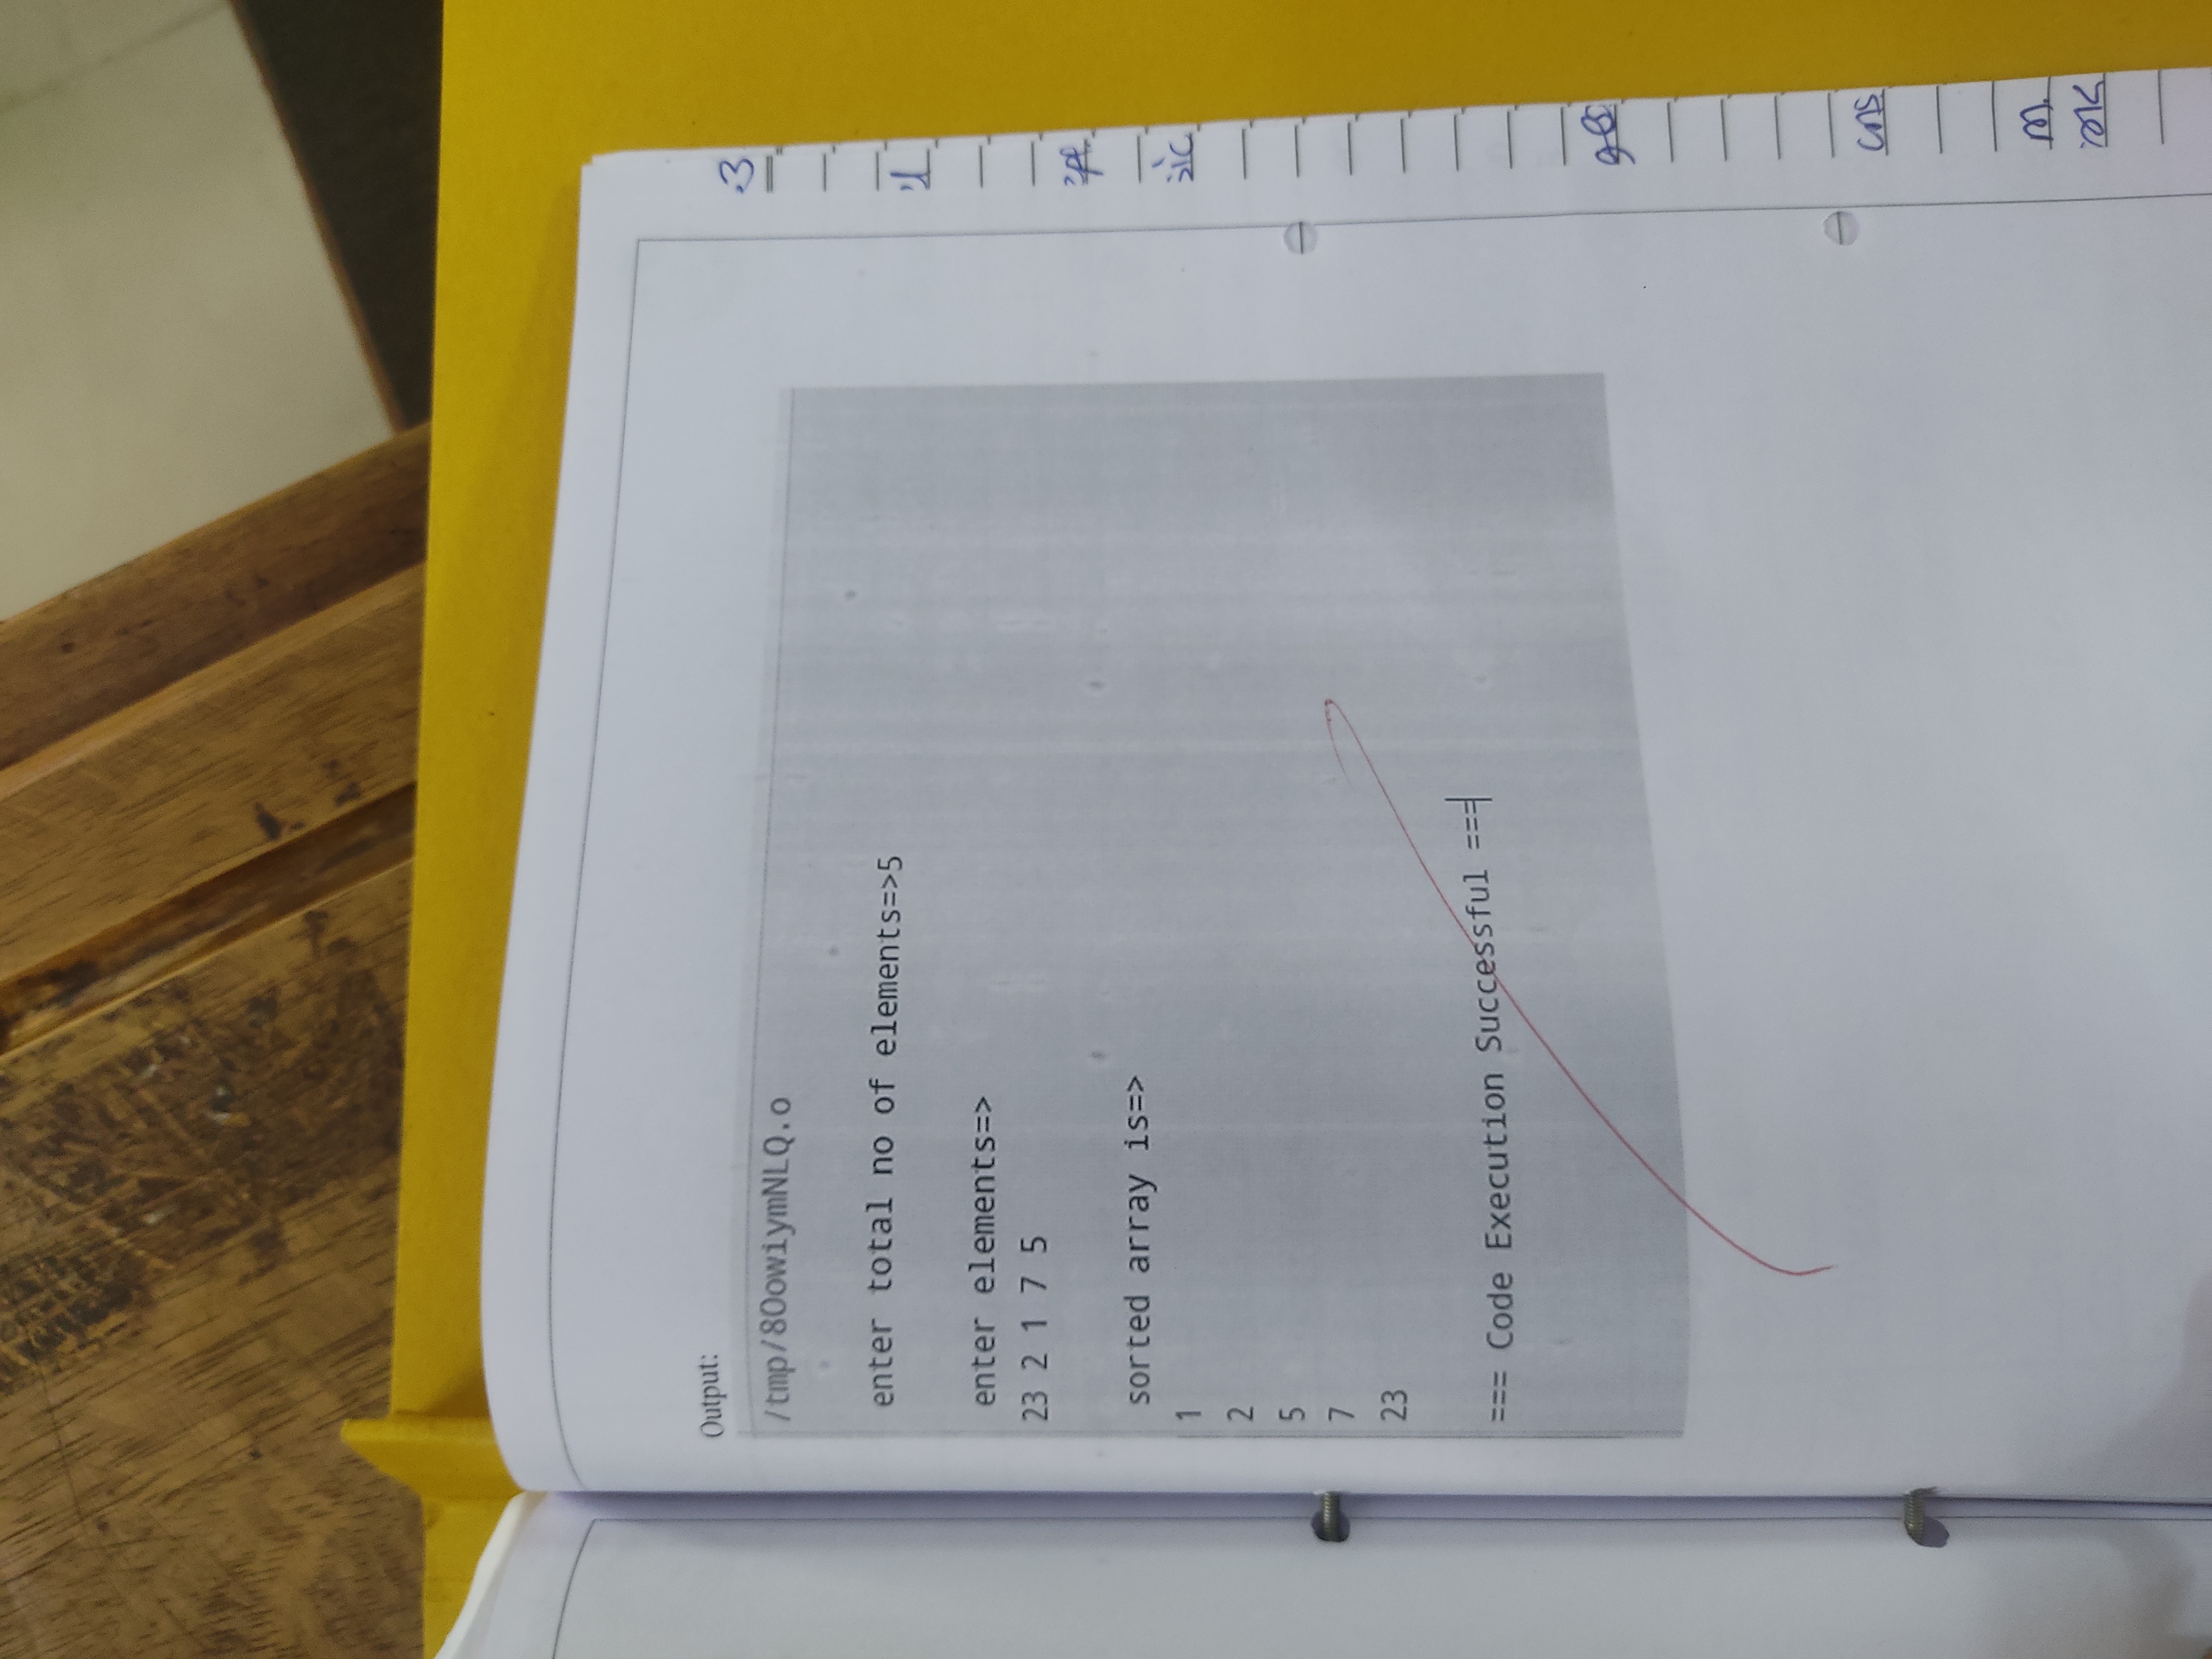 Output:
/tmp/8OowiymNLQ.o
enter total no of elements=>5
enter elements=>
23 2 1 7 5
sorted array is=>
1
2
5
7
23
=== Code Execution Successful ===
3